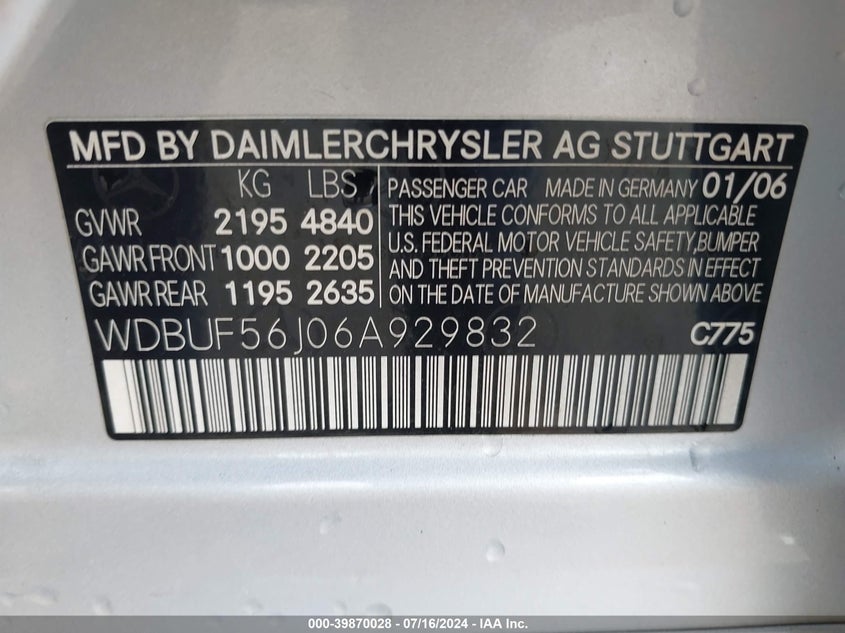 MFD BY DAIMLERCHRYSLER AG STUTTGART
KG LBS
GVWR 2195 4840
GAWR FRONT 1000 2205
GAWR REAR 1195 2635
PASSENGER CAR MADE IN GERMANY 01/06
THIS VEHICLE CONFORMS TO ALL APPLICABLE
U.S. FEDERAL MOTOR VEHICLE SAFETY,BUMPER
AND THEFT PREVENTION STANDARDS IN EFFECT
ON THE DATE OF MANUFACTURE SHOWN ABOVE
WDBUF56J06A929832 C775
000-39870028 - 07/16/2024 - IAA Inc.